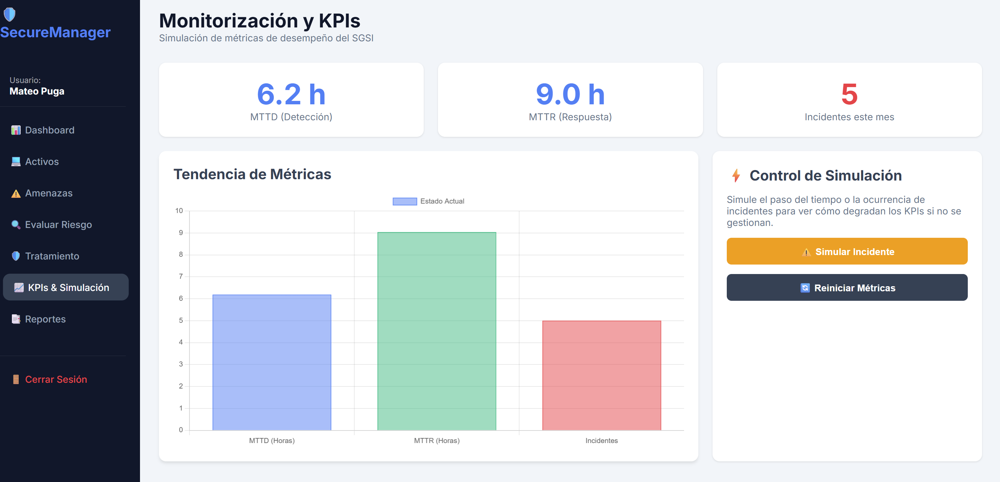 SecureManager
Usuario:
Mateo Puga
Dashboard
Activos
Amenazas
Evaluar Riesgo
Tratamiento
KPIs & Simulación
Reportes
Cerrar Sesión
Monitorización y KPIs
Simulación de métricas de desempeño del SGSI
6.2 h
MTTD (Detección)
9.0 h
MTTR (Respuesta)
5
Incidentes este mes
Tendencia de Métricas
Estado Actual
10
9
8
7
6
5
4
3
2
1
0
MTTD (Horas)
MTTR (Horas)
Incidentes
Control de Simulación
Simule el paso del tiempo o la ocurrencia de
incidentes para ver cómo degradan los KPIs si no se
gestionan.
Simular Incidente
Reiniciar Métricas